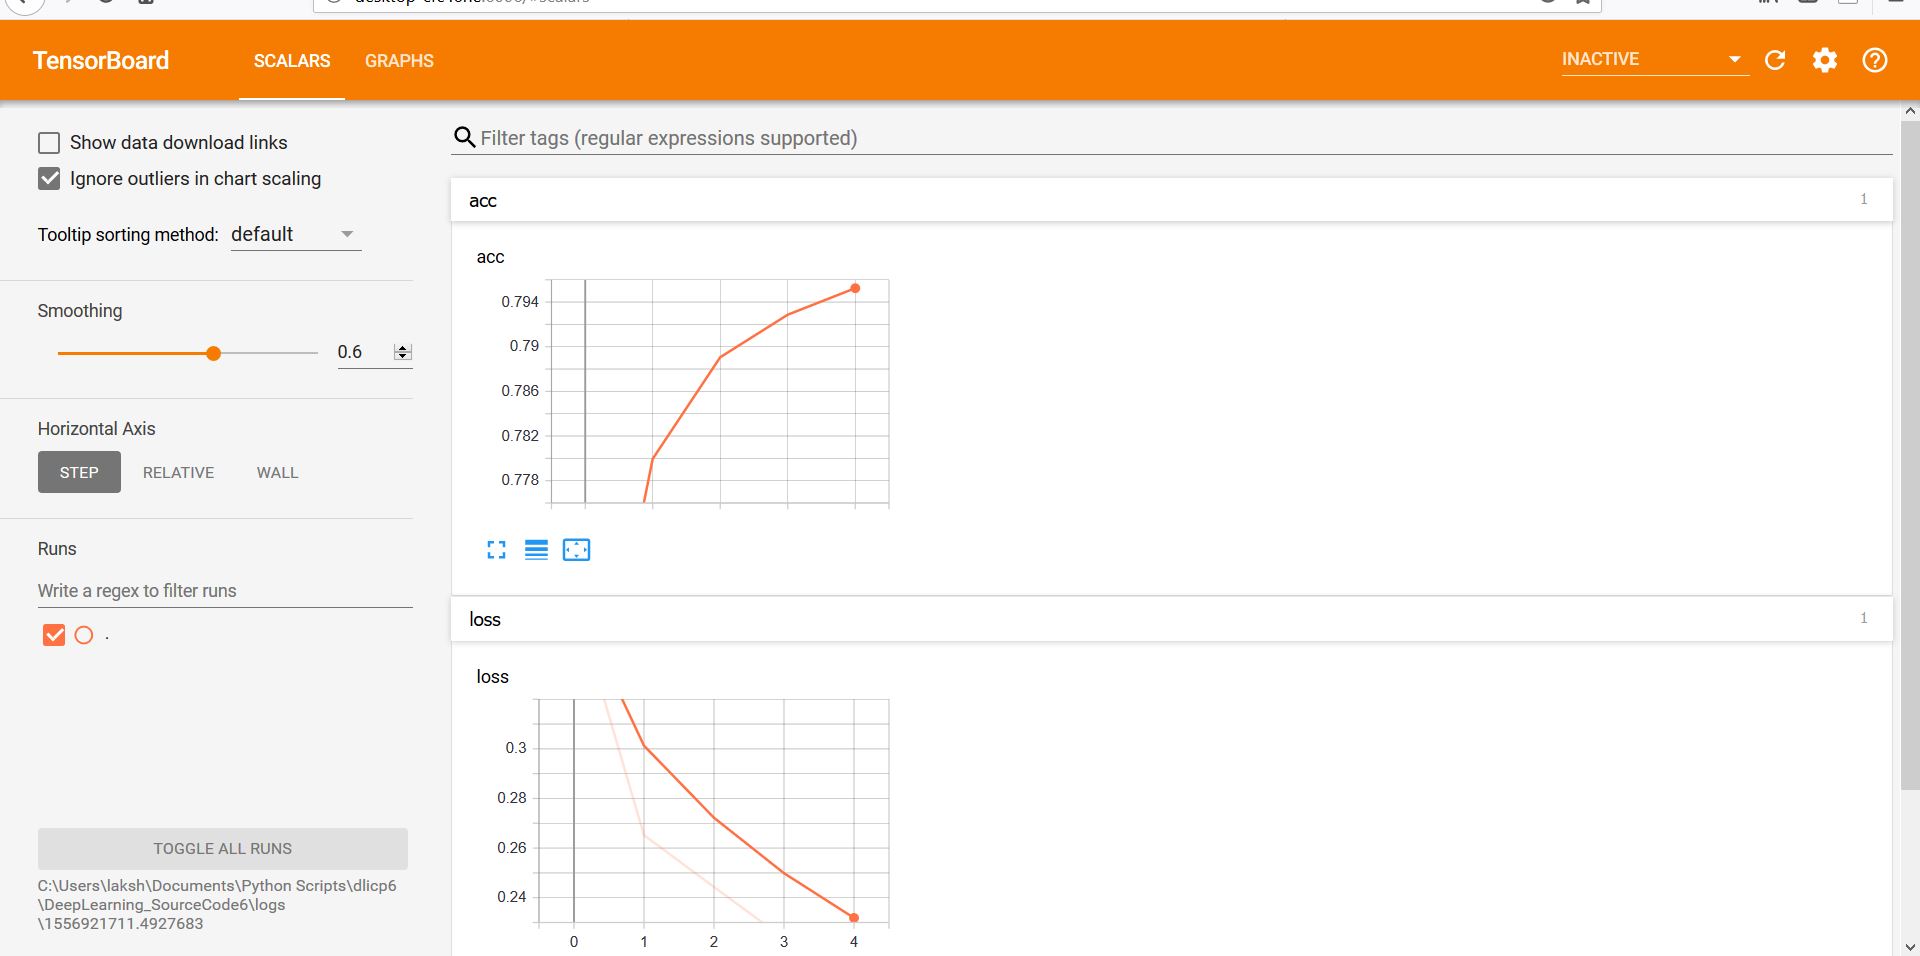 TensorBoard
SCALARS
GRAPHS
INACTIVE
Show data download links
Ignore outliers in chart scaling
Tooltip sorting method: default
Smoothing
0.6
Horizontal Axis
STEP RELATIVE WALL
Runs
Write a regex to filter runs
.
TOGGLE ALL RUNS
C:\Users\laksh\Documents\Python Scripts\dlicp6
\DeepLearning_SourceCode6\logs
\1556921711.4927683
Filter tags (regular expressions supported)
acc 1
acc
0.794
0.79
0.786
0.782
0.778
loss 1
loss
0.3
0.28
0.26
0.24
0 1 2 3 4